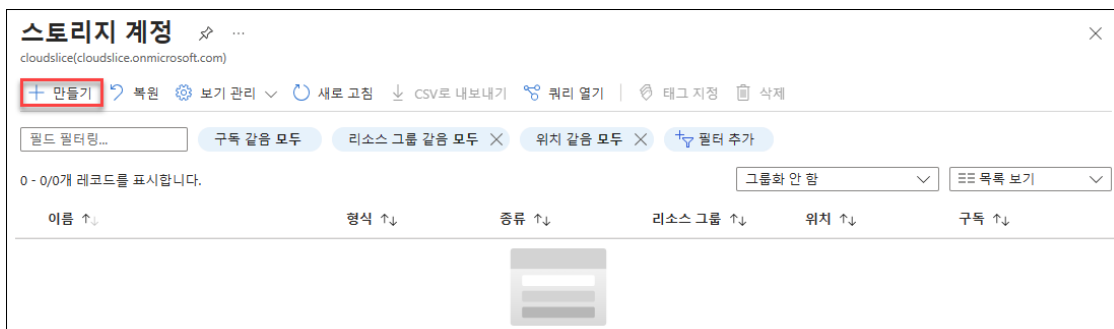 스토리지 계정
cloudslice(cloudslice.onmicrosoft.com)
만들기 복원 보기 관리 새로 고침 CSV로 내보내기 쿼리 열기 태그 지정 삭제
필드 필터링... 구독 같음 모두 리소스 그룹 같음 모두 위치 같음 모두 필터 추가
0 - 0/0개 레코드를 표시합니다. 그룹화 안 함 목록 보기
이름 ↑↓ 형식 ↑↓ 종류 ↑↓ 리소스 그룹 ↑↓ 위치 ↑↓ 구독 ↑↓